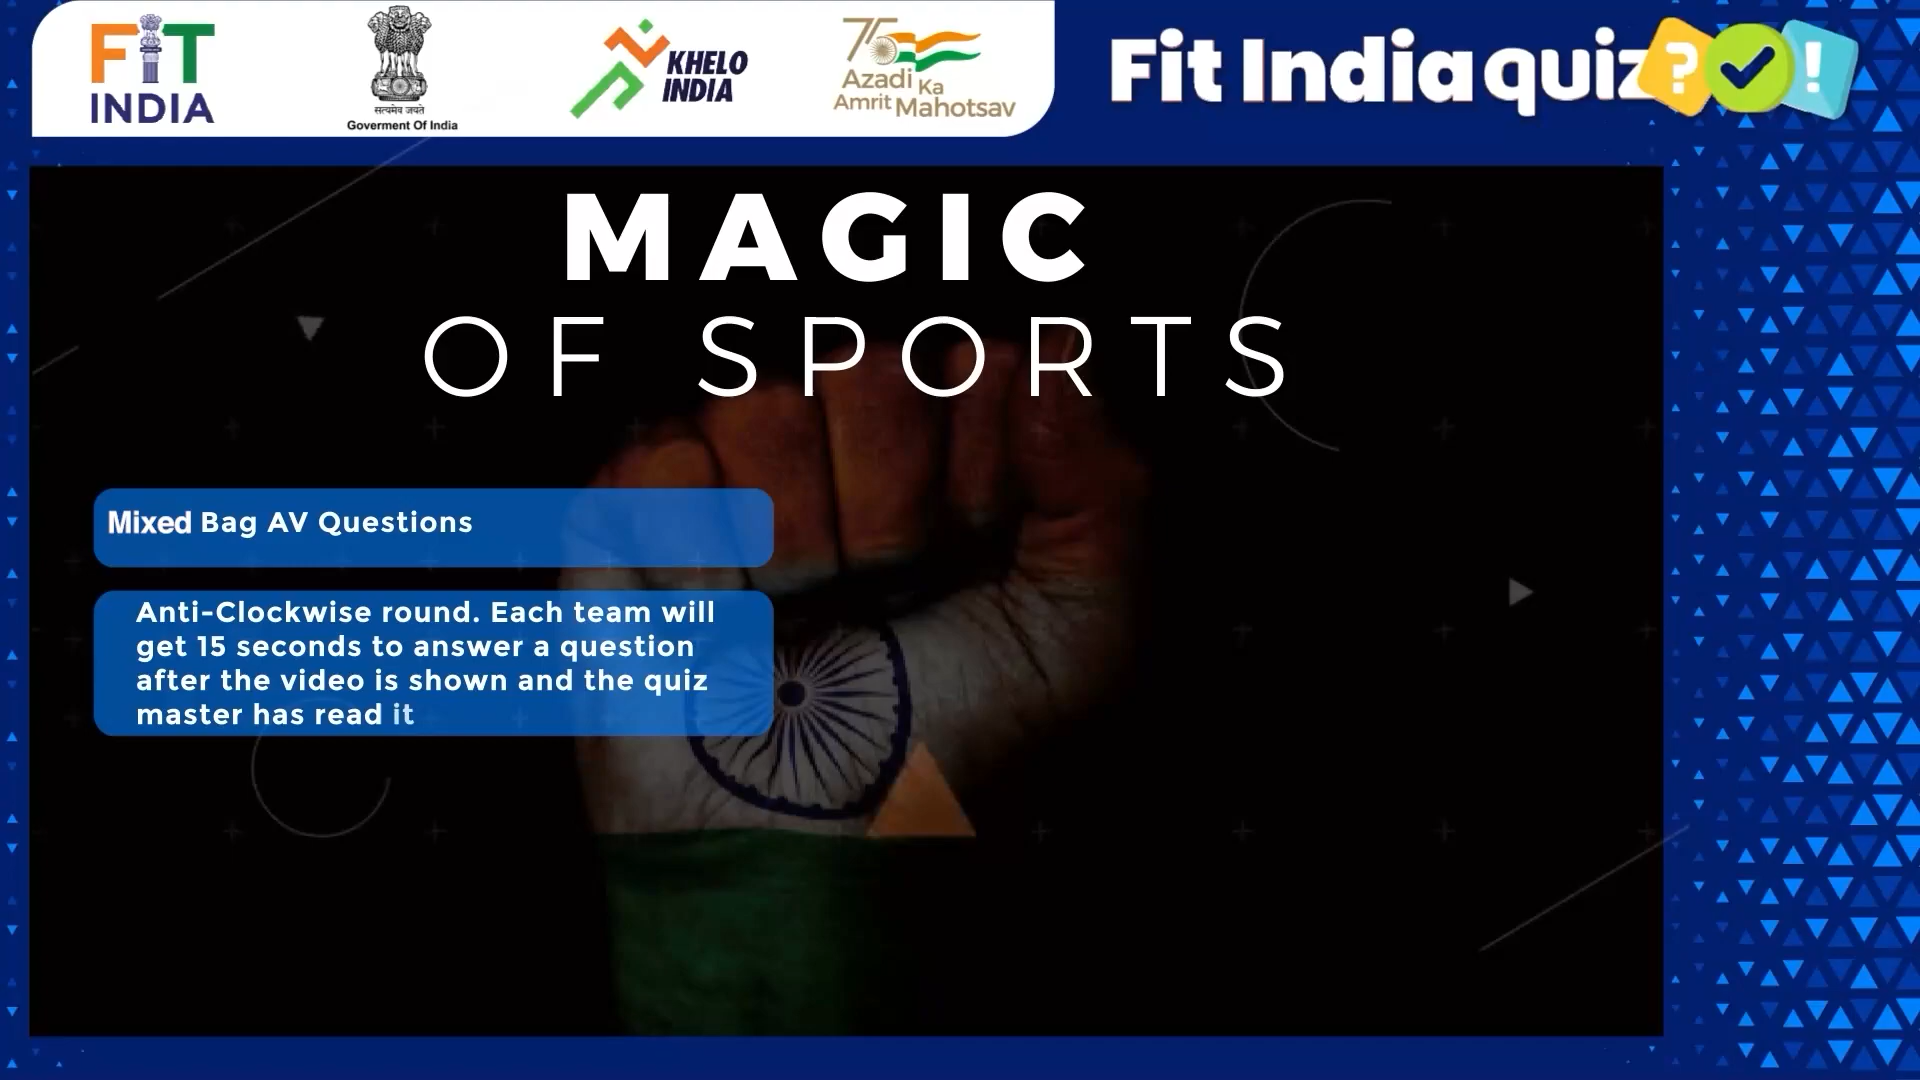 FIT
INDIA
सत्यमेव जयते
Goverment Of India
KHELO
INDIA
75
Azadi Ka
Amrit Mahotsav
Fit India quiz?!
MAGIC
OF SPORTS
Mixed Bag AV Questions
Anti-Clockwise round. Each team will
get 15 seconds to answer a question
after the video is shown and the quiz
master has read it